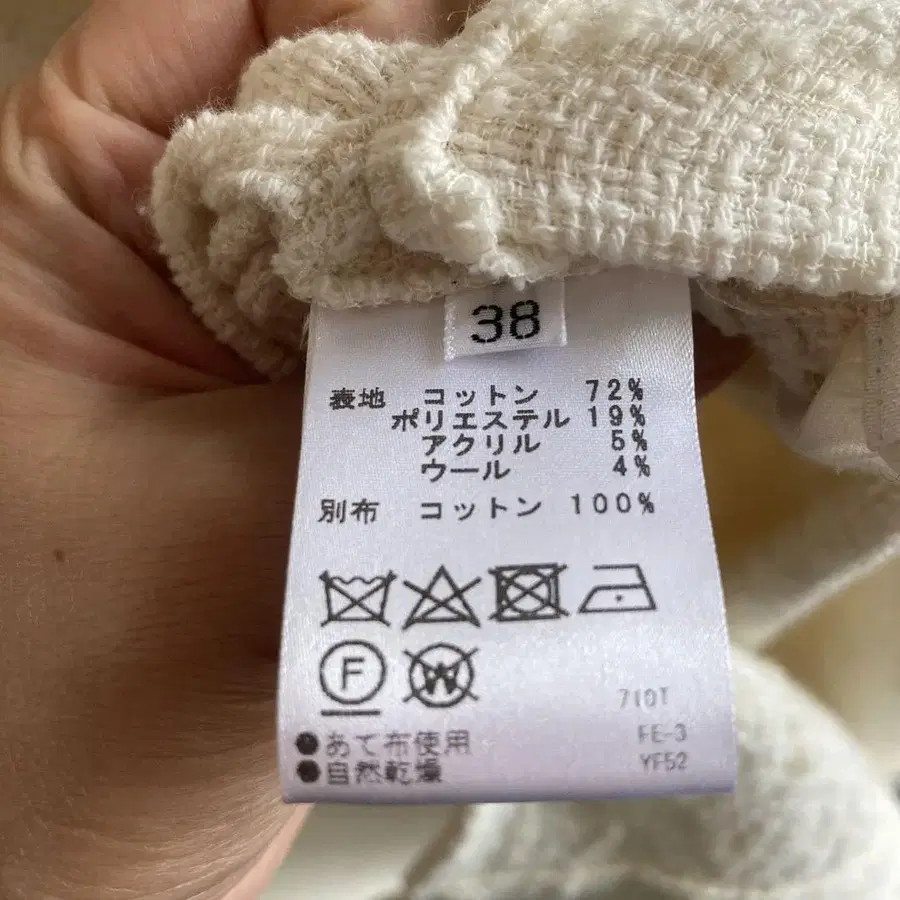 38
表地 コットン 72%
ポリエステル 19%
アクリル 5%
ウール 4%
別布 コットン 100%
F
W
710T
●あて布使用 FE-3
●自然乾燥 YF52